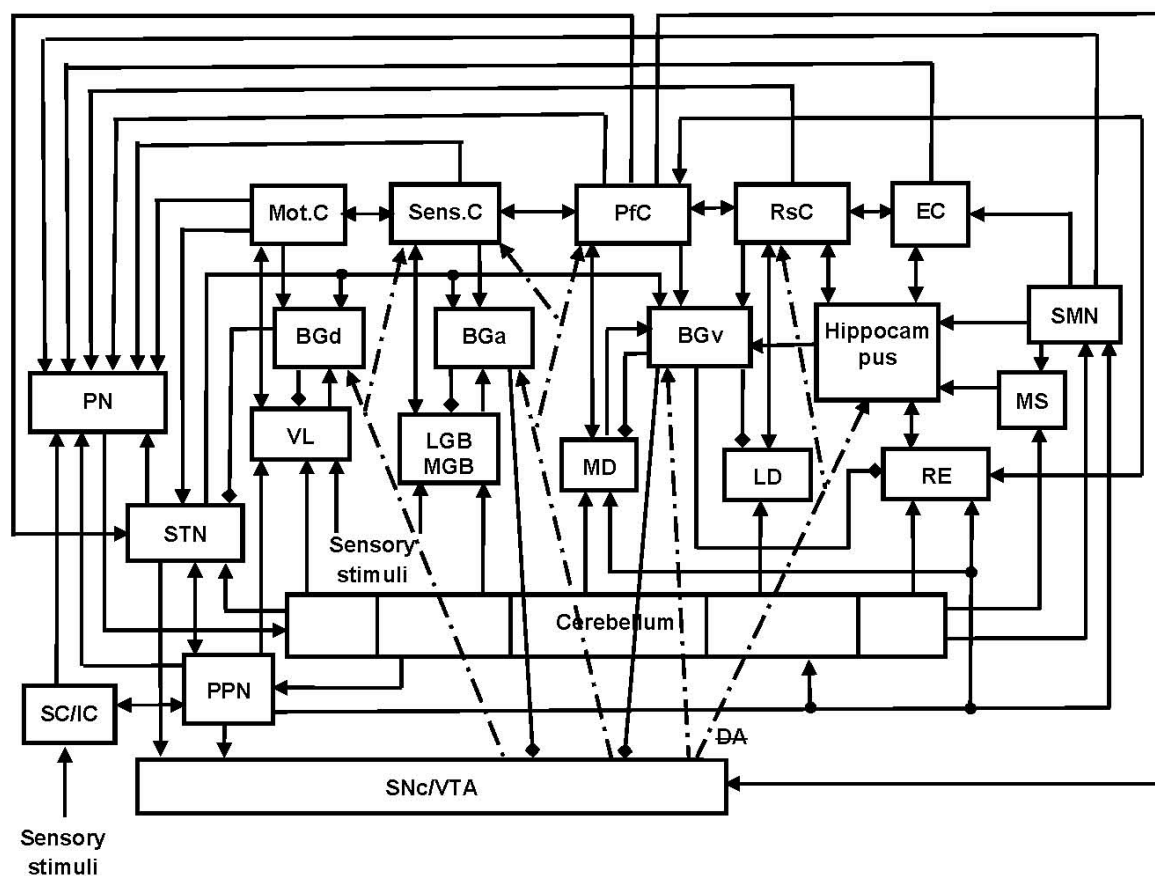 Mot.C
Sens.C
PfC
RsC
EC
BGd
BGa
BGv
Hippocam
pus
SMN
PN
VL
LGB
MGB
MD
LD
RE
MS
STN
Sensory
stimuli
Cerebellum
PPN
SC/IC
DA
SNc/VTA
Sensory
stimuli